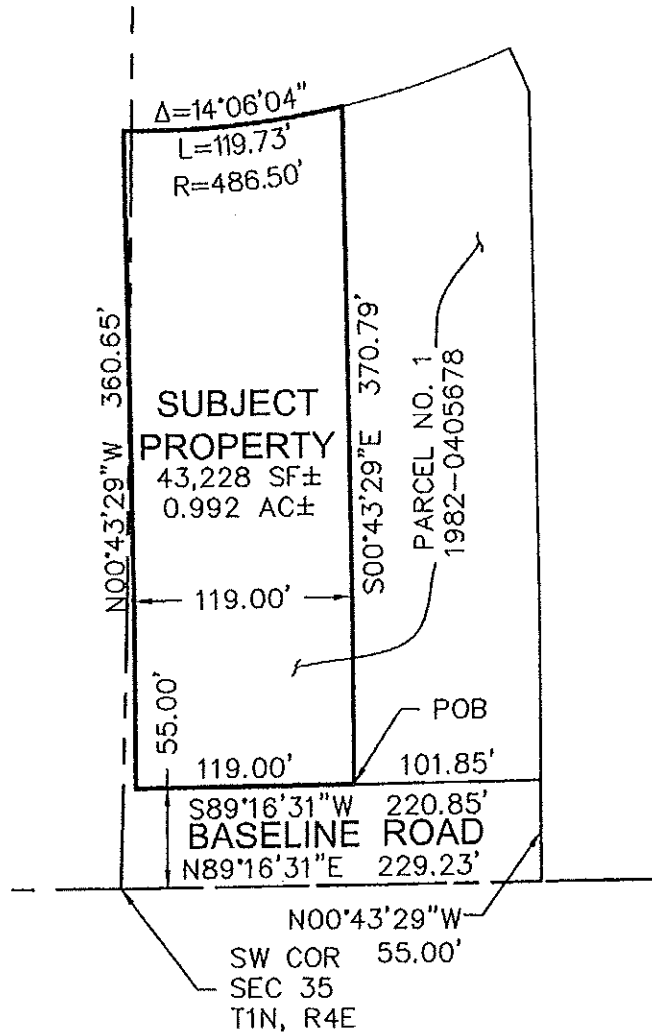 Δ=14°06'04"
L=119.73'
R=486.50'
N00°43'29"W 360.65'
S00°43'29"E 370.79'
SUBJECT
PROPERTY
43,228 SF±
0.992 AC±
PARCEL NO. 1
1982-0405678
119.00'
55.00'
POB
119.00'
101.85'
S89°16'31"W 220.85'
BASELINE ROAD
N89°16'31"E 229.23'
N00°43'29"W
55.00'
SW COR
SEC 35
T1N, R4E